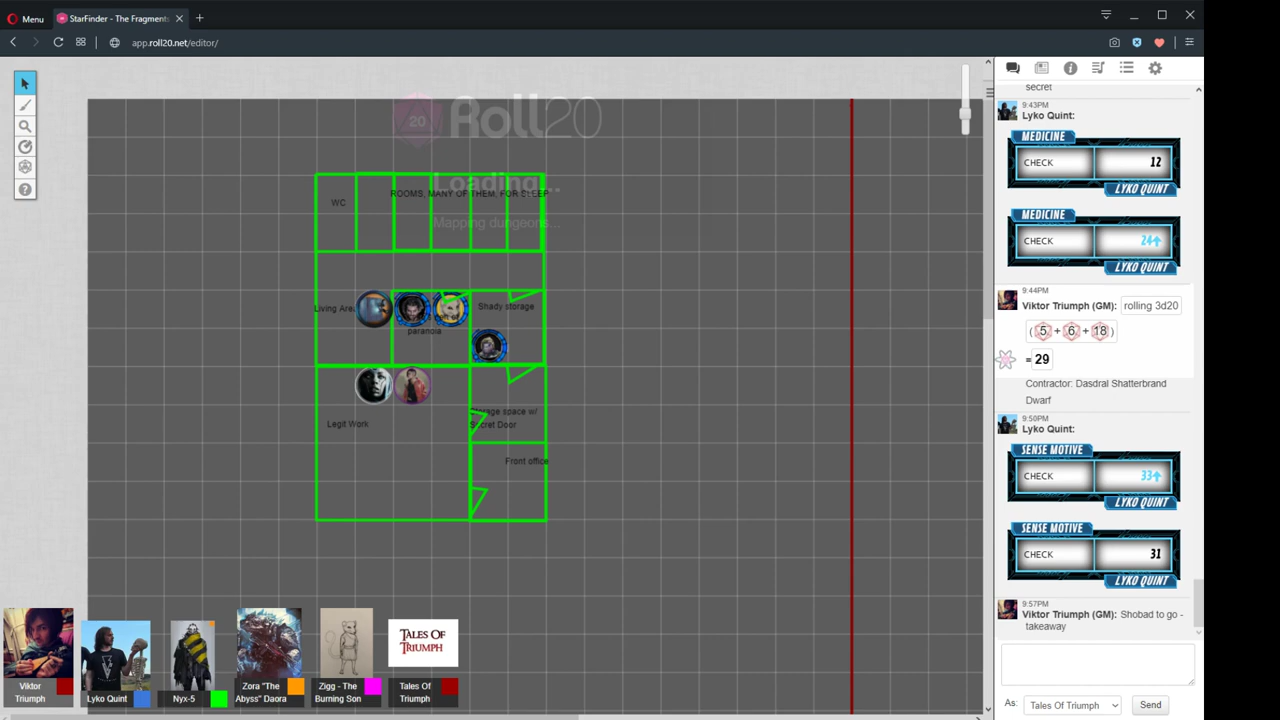 Menu
StarFinder - The Fragments
app.roll20.net/editor/
20
Roll20
Loading...
Mapping dungeons...
WC
ROOMS, MANY OF THEM, FOR SLEEP
Living Area
paranoia
Shady storage
Legit Work
Storage space w/
Secret Door
Front office
secret
9:43PM
Lyko Quint:
MEDICINE
CHECK 12
LYKO QUINT
MEDICINE
CHECK 24
LYKO QUINT
9:44PM
Viktor Triumph (GM): rolling 3d20
(5 + 6 + 18)
= 29
Contractor: Dasdral Shatterbrand
Dwarf
9:50PM
Lyko Quint:
SENSE MOTIVE
CHECK 33
LYKO QUINT
SENSE MOTIVE
CHECK 31
LYKO QUINT
9:57PM
Viktor Triumph (GM): Shobad to go -
takeaway
As: Tales Of Triumph Send
TALES OF
TRIUMPH
Viktor
Triumph
Lyko Quint
Nyx-5
Zora "The
Abyss" Daora
Zigg - The
Burning Son
Tales Of
Triumph